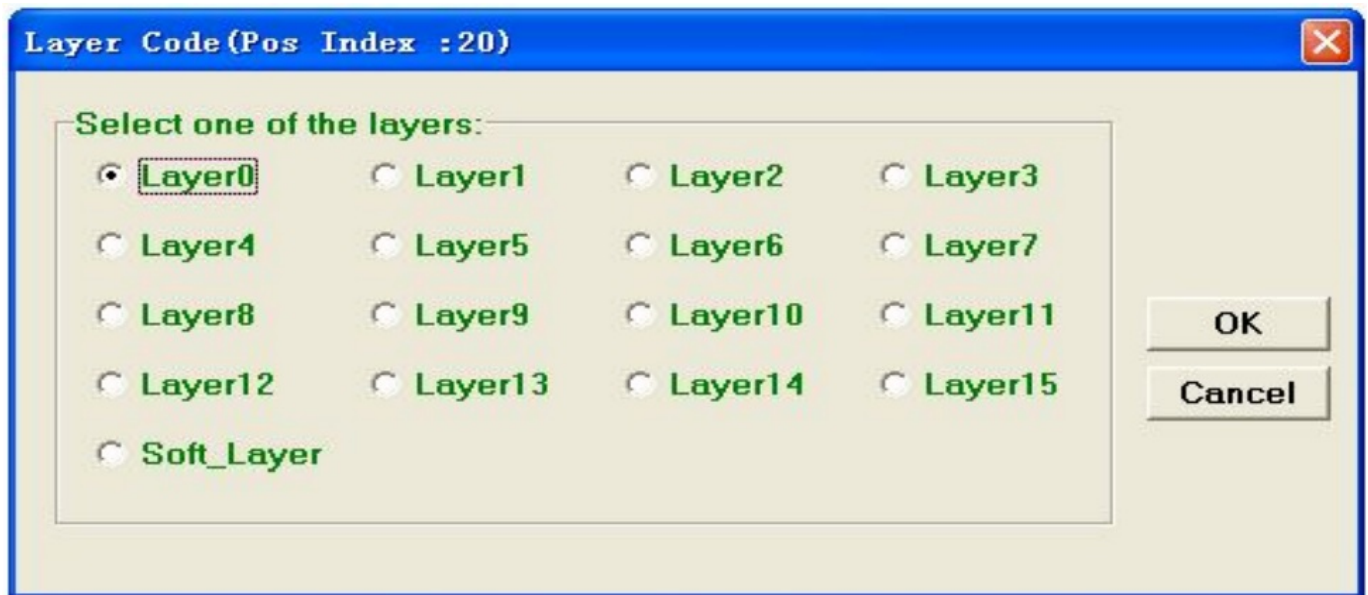 Layer Code(Pos Index :20)
Select one of the layers:
Layer0 Layer1 Layer2 Layer3
Layer4 Layer5 Layer6 Layer7
Layer8 Layer9 Layer10 Layer11
OK
Layer12 Layer13 Layer14 Layer15
Cancel
Soft_Layer